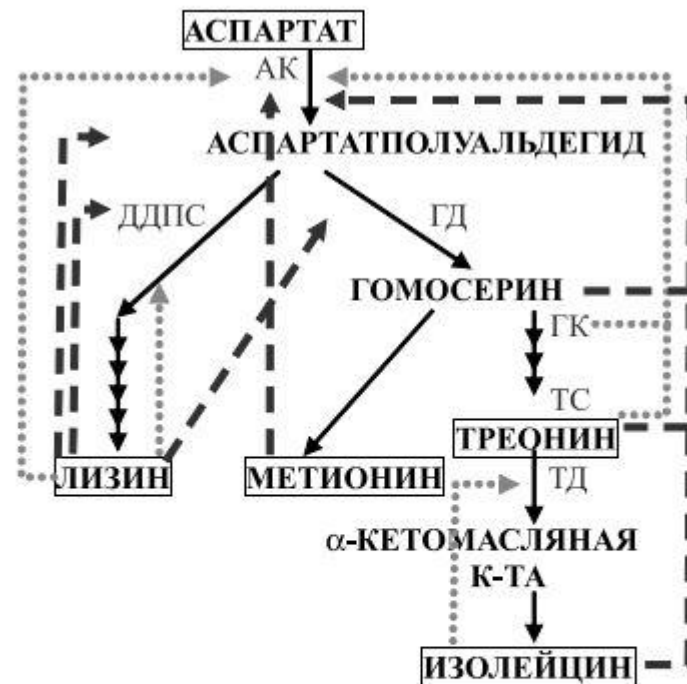 АСПАРТАТ
АК
АСПАРТАТПОЛУАЛЬДЕГИД
ДДПС
ГД
ГОМОСЕРИН
ГК
ТС
ТРЕОНИН
ЛИЗИН
МЕТИОНИН
ТД
α-КЕТОМАСЛЯНАЯ
К-ТА
ИЗОЛЕЙЦИН